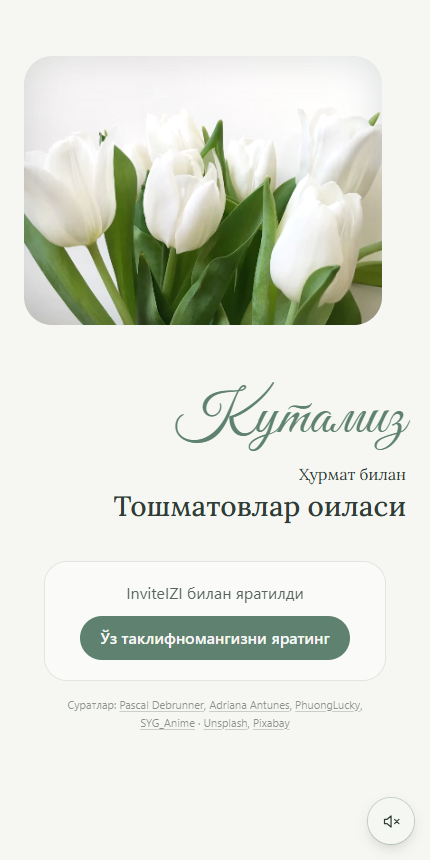 Кутамиз
Ҳурмат билан
Тошматовлар оиласи
InviteIZI билан яратилди
Ўз таклифномангизни яратинг
Суратлар: Pascal Debrunner, Adriana Antunes, PhuongLucky,
SYG_Anime · Unsplash, Pixabay